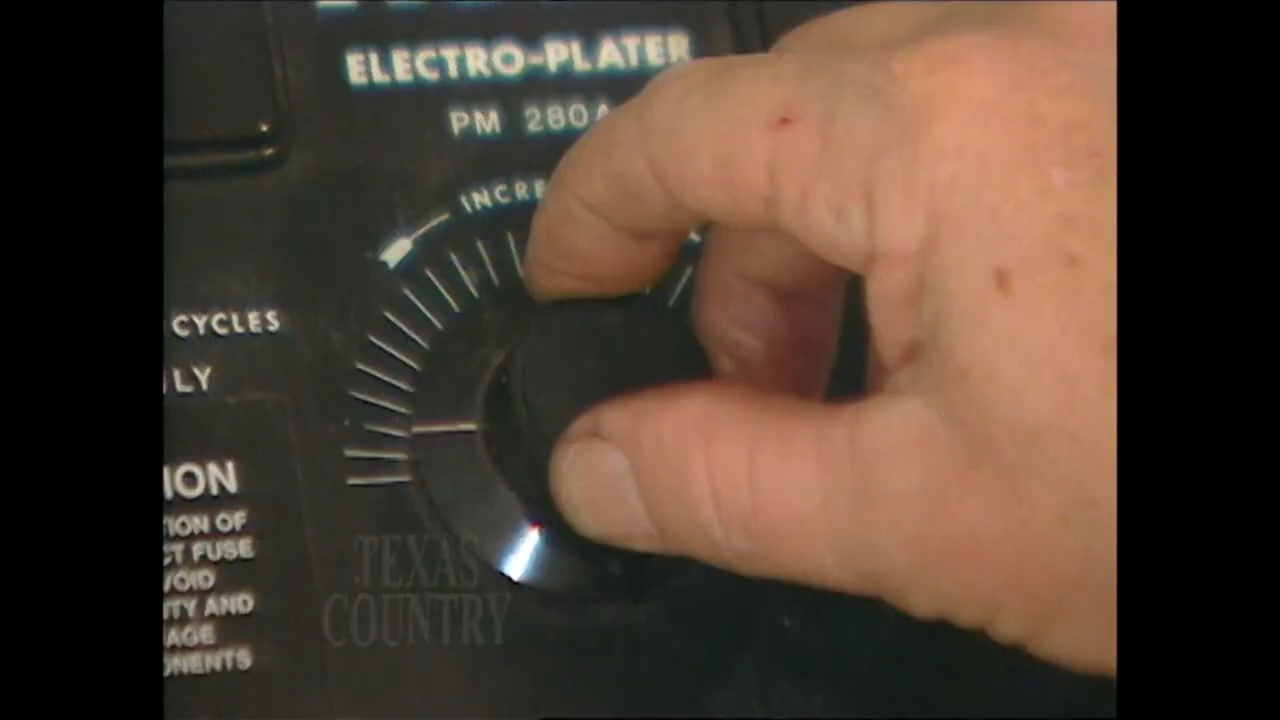 ELECTRO-PLATER
PM 280A
INCRE
CYCLES
LY
ION
TION OF
CT FUSE
VOID
ITY AND
AGE
ONENTS
TEXAS
COUNTRY